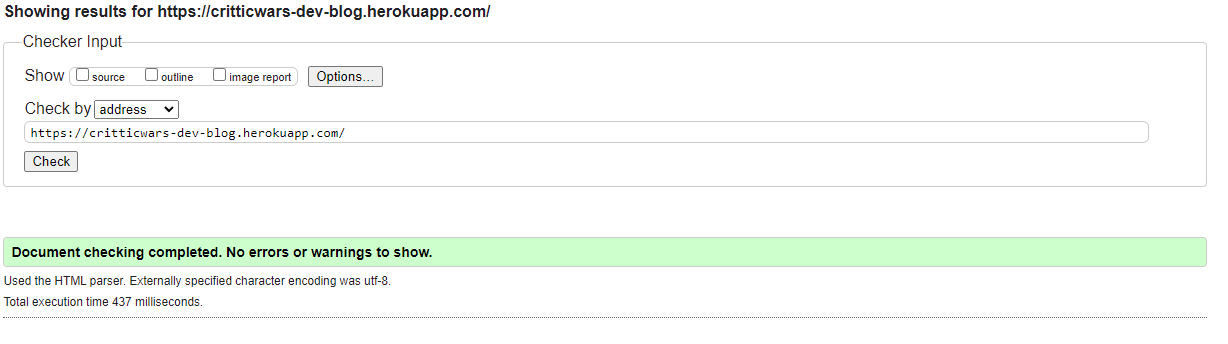 Showing results for https://critticwars-dev-blog.herokuapp.com/
Checker Input
Show source outline image report Options...
Check by address
https://critticwars-dev-blog.herokuapp.com/
Check
Document checking completed. No errors or warnings to show.
Used the HTML parser. Externally specified character encoding was utf-8.
Total execution time 437 milliseconds.